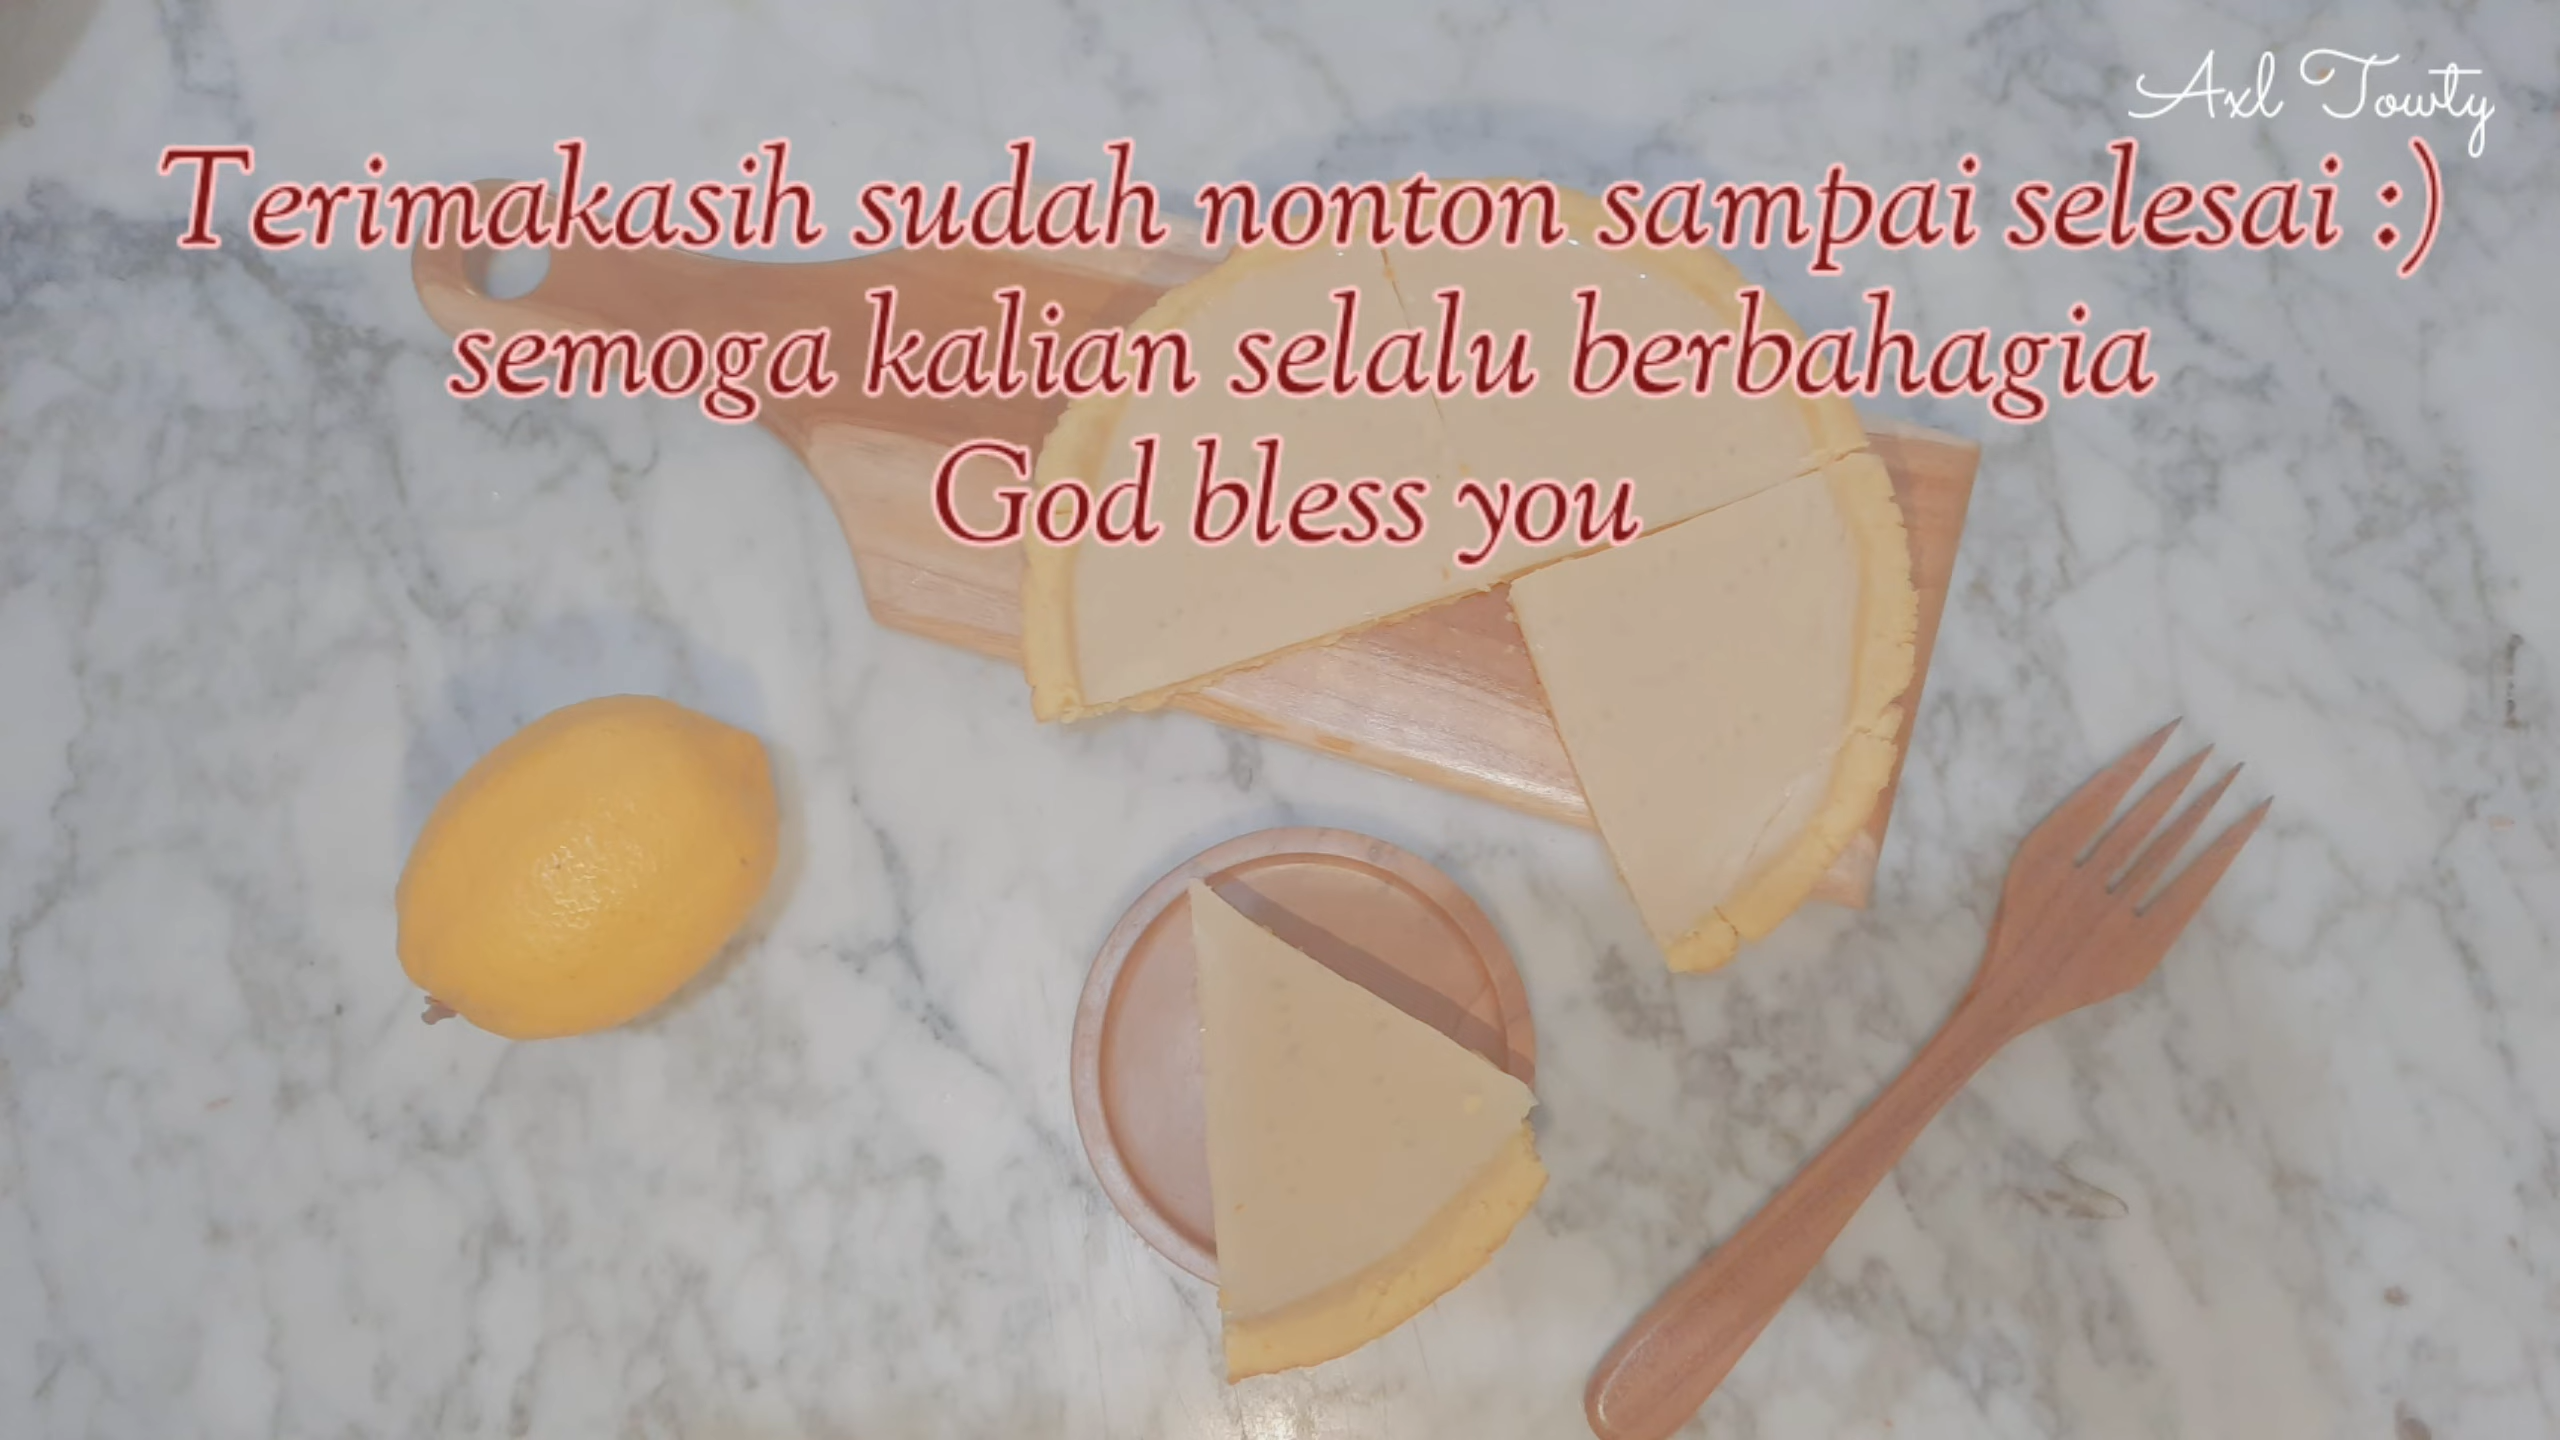 Axl Towty
Terimakasih sudah nonton sampai selesai :)
semoga kalian selalu berbahagia
God bless you